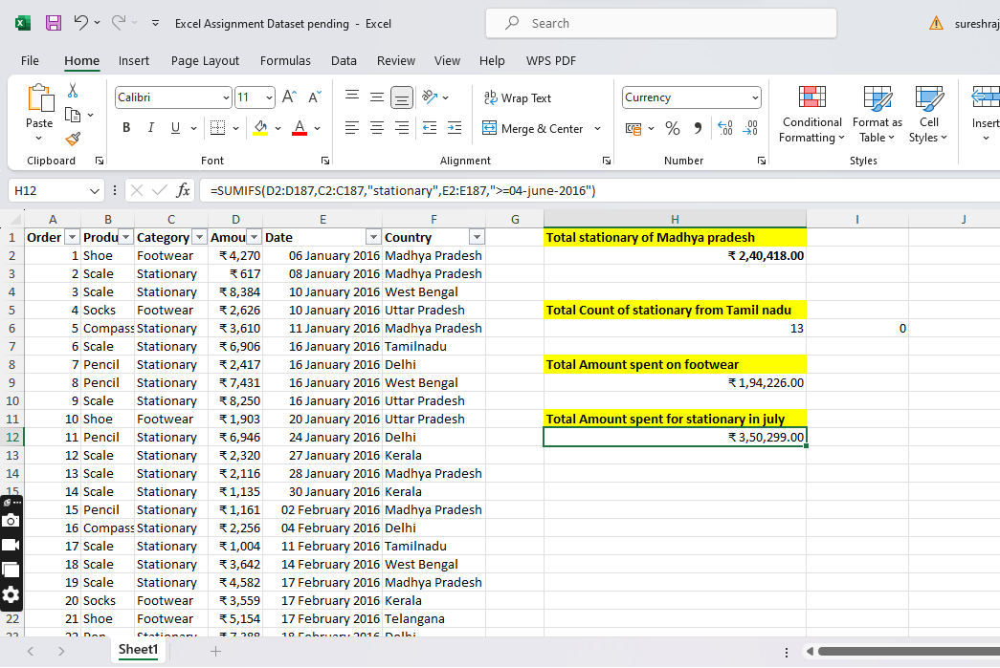 Excel Assignment Dataset pending - Excel
Search
sureshraj
File Home Insert Page Layout Formulas Data Review View Help WPS PDF
Paste
Calibri 11
Wrap Text
Merge & Center
Currency
Conditional Formatting
Format as Table
Cell Styles
Insert
Clipboard Font Alignment Number Styles
H12 fx =SUMIFS(D2:D187,C2:C187,"stationary",E2:E187,">=04-june-2016")
A B C D E F G H I J
1 Order Produ Category Amou Date Country Total stationary of Madhya pradesh
2 1 Shoe Footwear ₹ 4,270 06 January 2016 Madhya Pradesh ₹ 2,40,418.00
3 2 Scale Stationary ₹ 617 08 January 2016 Madhya Pradesh
4 3 Scale Stationary ₹ 8,384 10 January 2016 West Bengal
5 4 Socks Footwear ₹ 2,626 10 January 2016 Uttar Pradesh Total Count of stationary from Tamil nadu
6 5 Compass Stationary ₹ 3,610 11 January 2016 Madhya Pradesh 13 0
7 6 Scale Stationary ₹ 6,906 16 January 2016 Tamilnadu
8 7 Pencil Stationary ₹ 2,417 16 January 2016 Delhi Total Amount spent on footwear
9 8 Pencil Stationary ₹ 7,431 16 January 2016 West Bengal ₹ 1,94,226.00
10 9 Scale Stationary ₹ 8,250 16 January 2016 Uttar Pradesh
11 10 Shoe Footwear ₹ 1,903 20 January 2016 Uttar Pradesh Total Amount spent for stationary in july
12 11 Pencil Stationary ₹ 6,946 24 January 2016 Delhi ₹ 3,50,299.00
13 12 Scale Stationary ₹ 2,320 27 January 2016 Kerala
14 13 Scale Stationary ₹ 2,116 28 January 2016 Madhya Pradesh
15 14 Scale Stationary ₹ 1,135 30 January 2016 Kerala
15 Pencil Stationary ₹ 1,161 02 February 2016 Madhya Pradesh
16 Compass Stationary ₹ 2,256 04 February 2016 Delhi
17 Scale Stationary ₹ 1,004 11 February 2016 Tamilnadu
18 Scale Stationary ₹ 3,642 14 February 2016 West Bengal
19 Scale Stationary ₹ 4,582 17 February 2016 Madhya Pradesh
20 Socks Footwear ₹ 3,559 17 February 2016 Kerala
22 21 Shoe Footwear ₹ 5,154 17 February 2016 Telangana
23 22 Pen Stationary ₹ 7,388 18 February 2016 Delhi
Sheet1